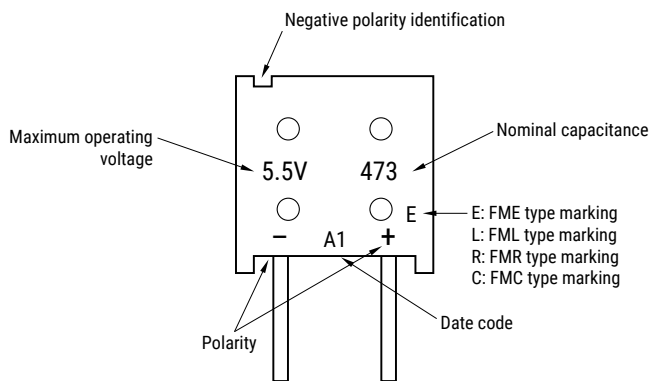 Negative polarity identification
Maximum operating
voltage
Nominal capacitance
5.5V 473
E
E: FME type marking
L: FML type marking
R: FMR type marking
C: FMC type marking
− A1 +
Polarity
Date code